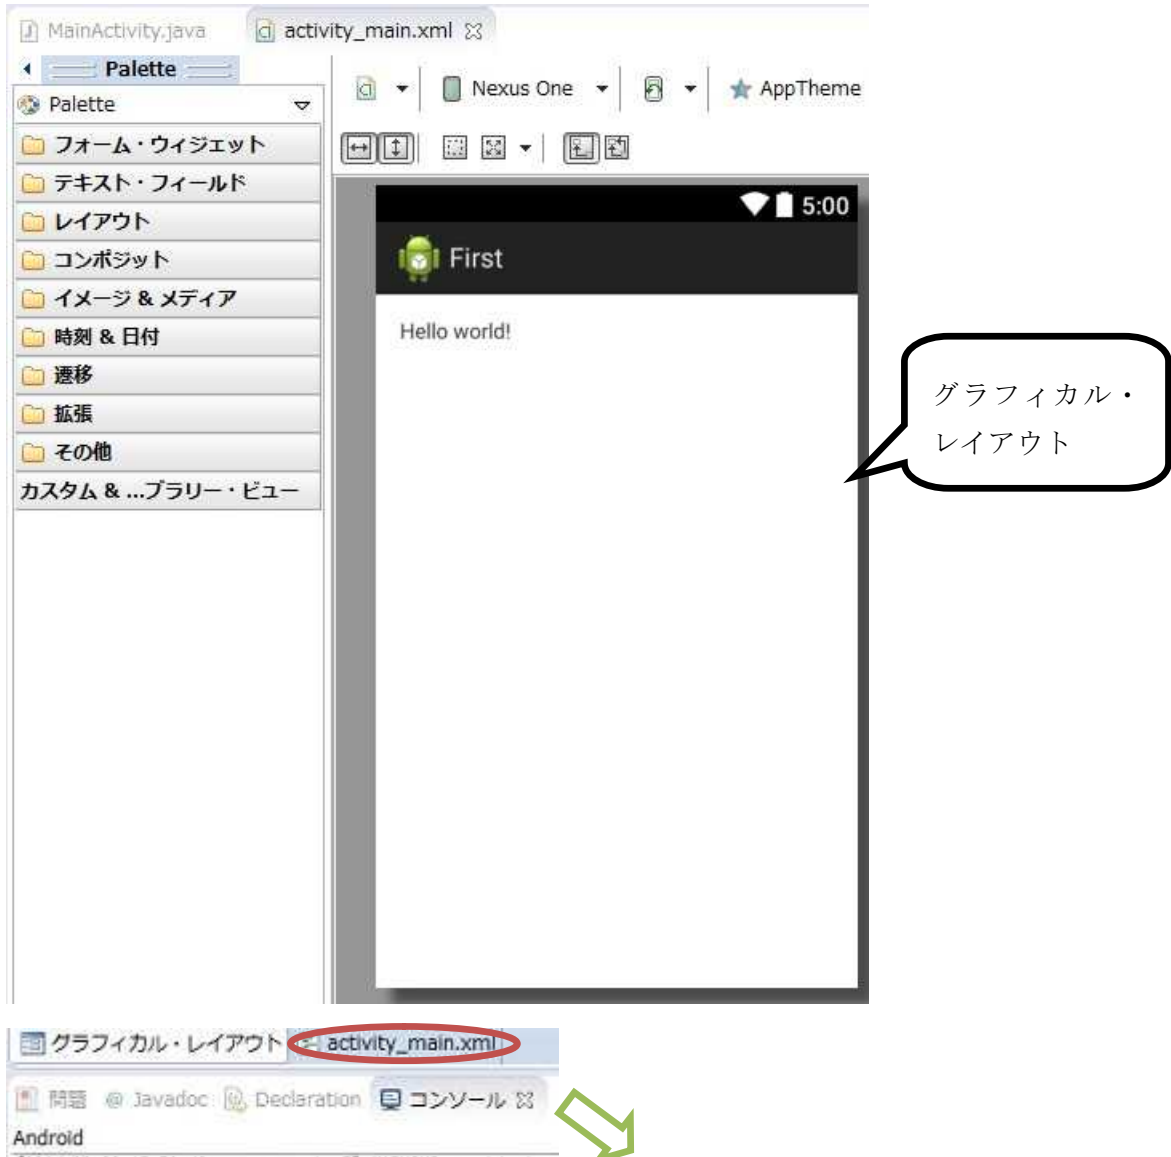 MainActivity.java activity_main.xml
Palette
Palette
フォーム・ウィジェット
テキスト・フィールド
レイアウト
コンポジット
イメージ & メディア
時刻 & 日付
遷移
拡張
その他
カスタム & ...ブラリー・ビュー
Nexus One AppTheme
5:00
First
Hello world!
グラフィカル・
レイアウト
グラフィカル・レイアウト activity_main.xml
問題 @ Javadoc Declaration コンソール
Android